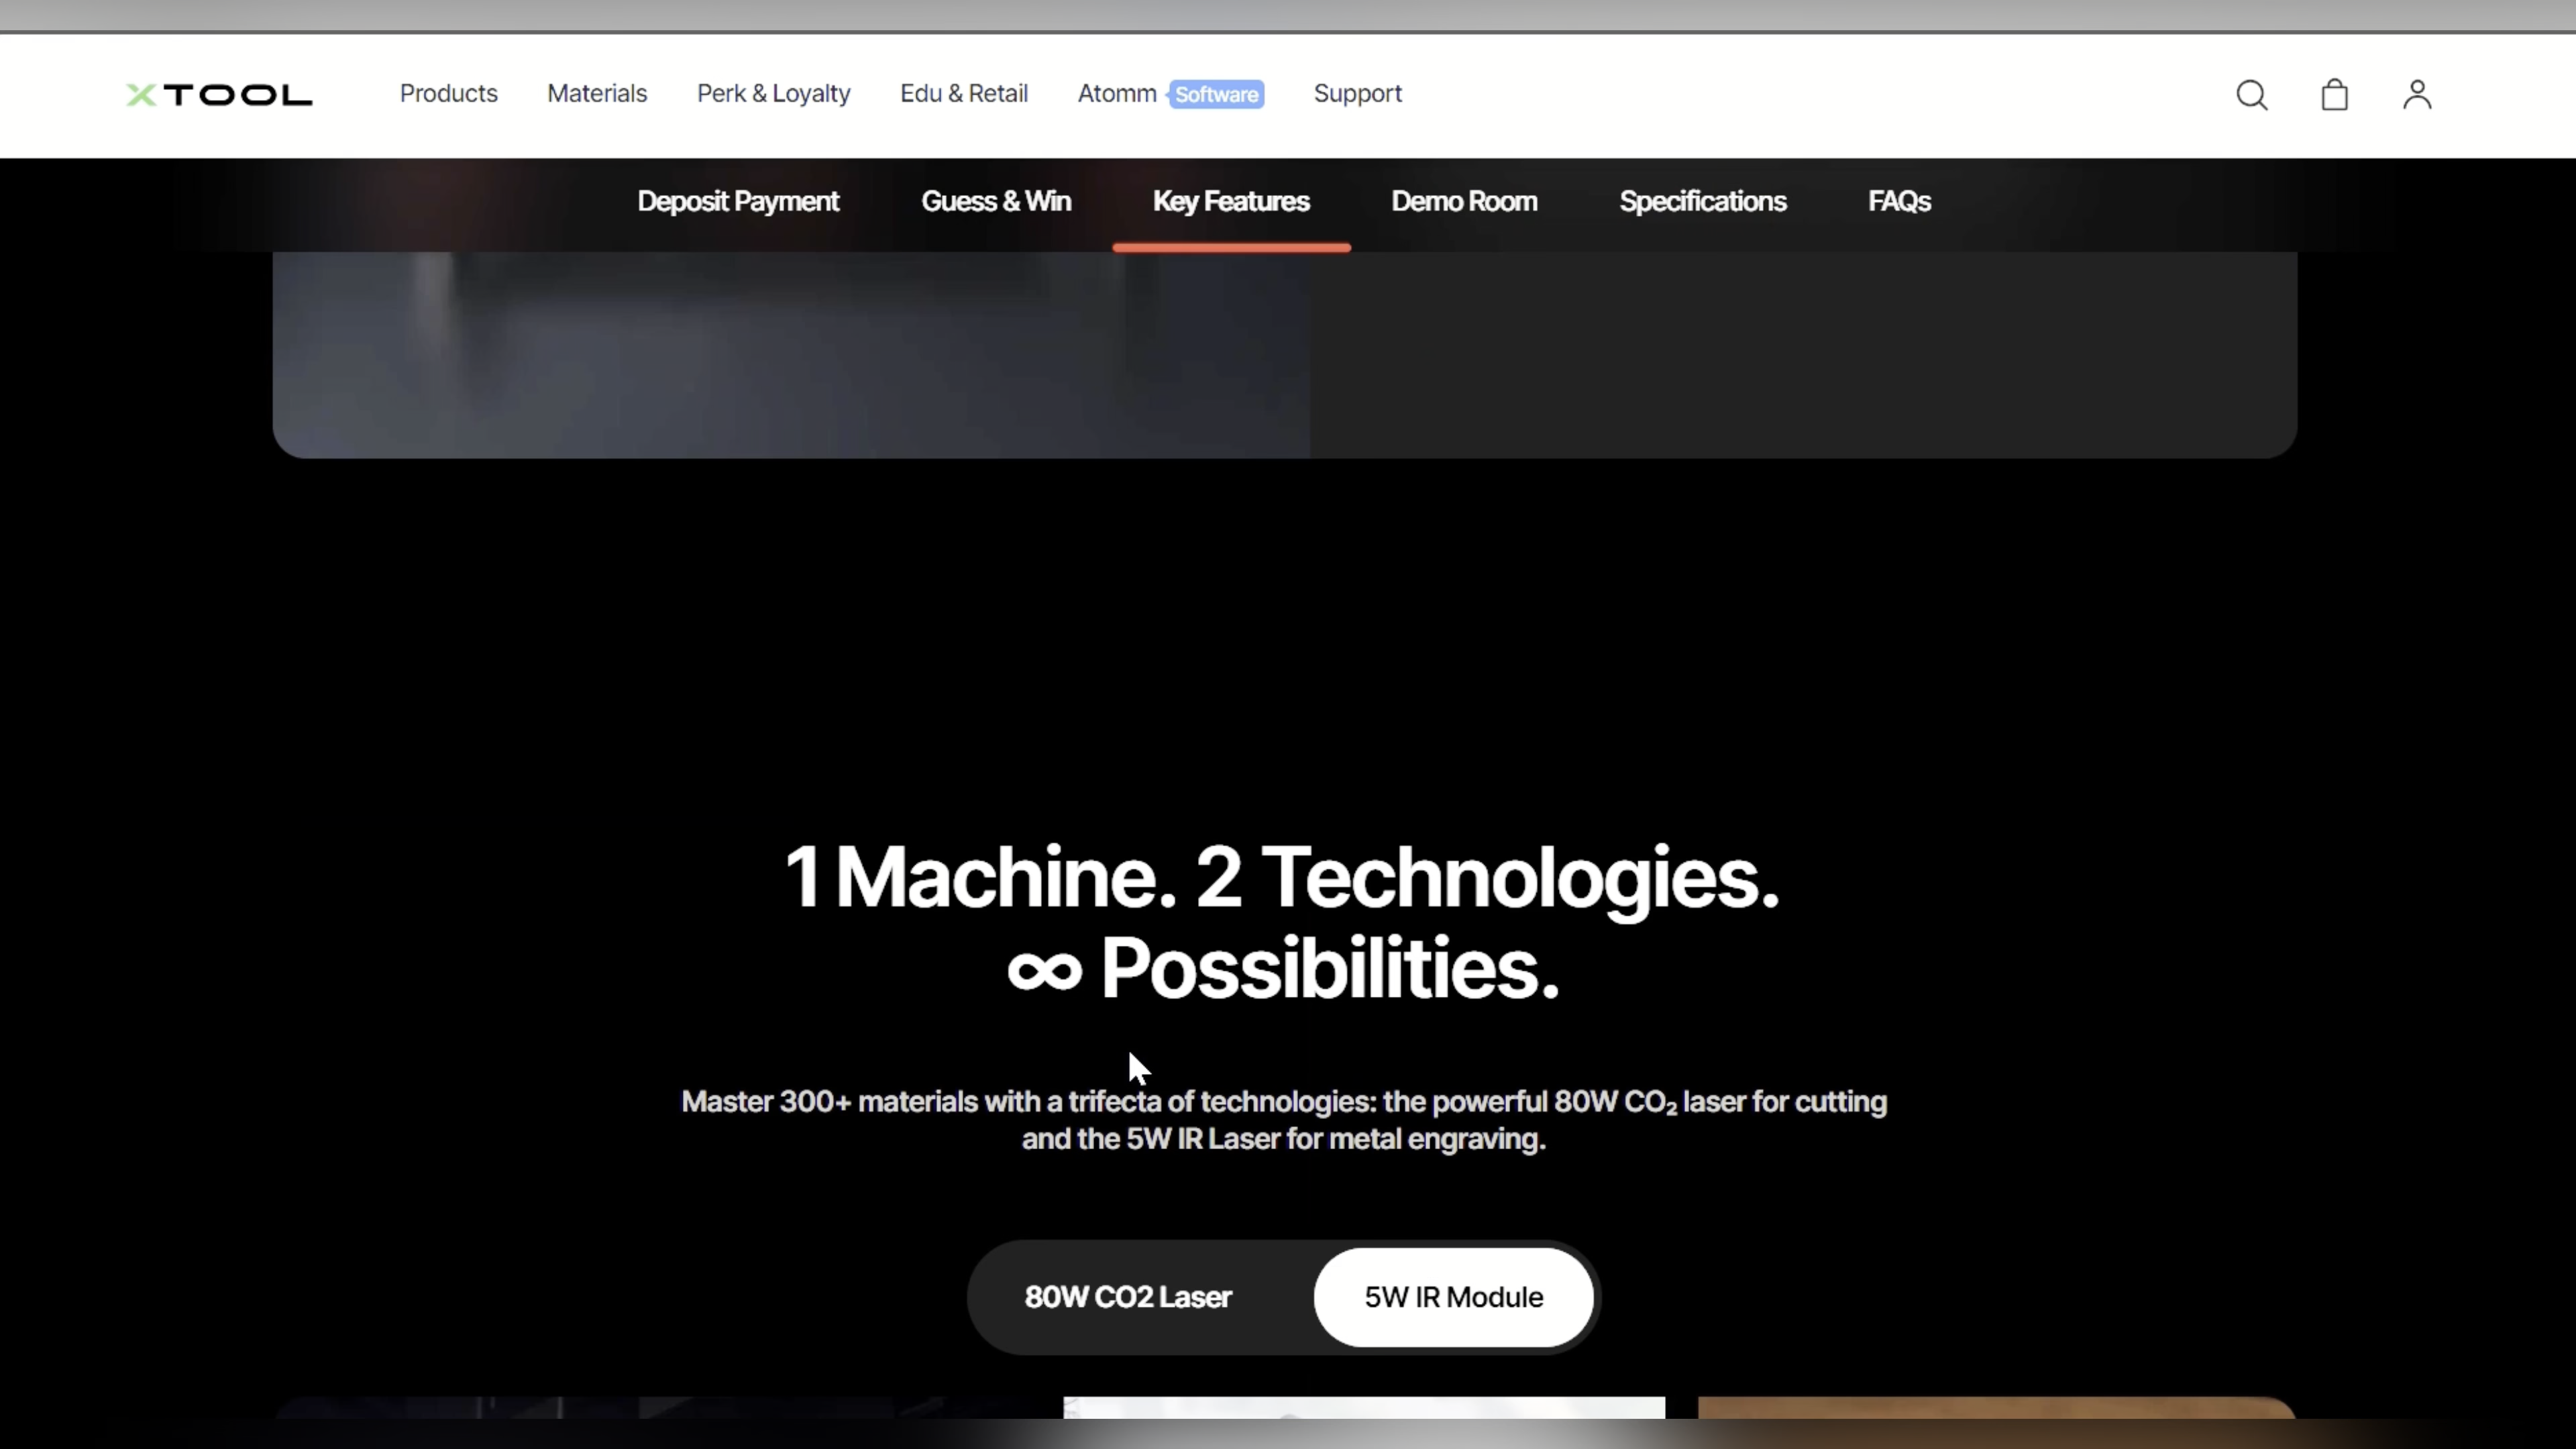 XTOOL
Products
Materials
Perk & Loyalty
Edu & Retail
Atomm
Software
Support
Deposit Payment
Guess & Win
Key Features
Demo Room
Specifications
FAQs
1 Machine. 2 Technologies.
∞ Possibilities.
Master 300+ materials with a trifecta of technologies: the powerful 80W CO₂ laser for cutting
and the 5W IR Laser for metal engraving.
80W CO2 Laser
5W IR Module